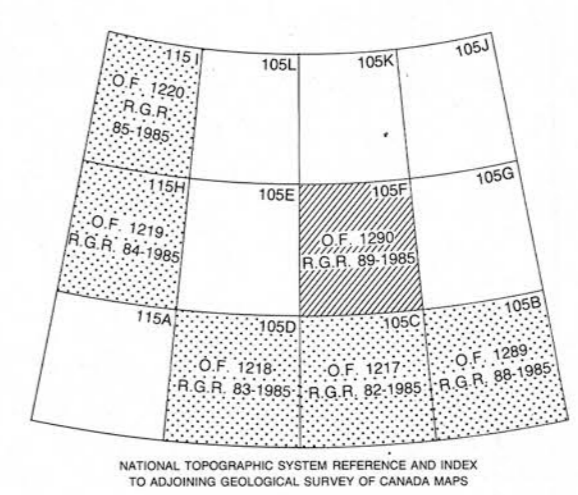 115 I
105L
105K
105J
O.F. 1220
R.G.R.
85-1985
115H
105E
105F
105G
O.F. 1219
R.G.R. 84-1985
O.F. 1290
R.G.R. 89-1985
115A
105D
105C
105B
O.F. 1218
R.G.R. 83-1985
O.F. 1217
R.G.R. 82-1985
O.F. 1289
R.G.R. 88-1985
NATIONAL TOPOGRAPHIC SYSTEM REFERENCE AND INDEX
TO ADJOINING GEOLOGICAL SURVEY OF CANADA MAPS